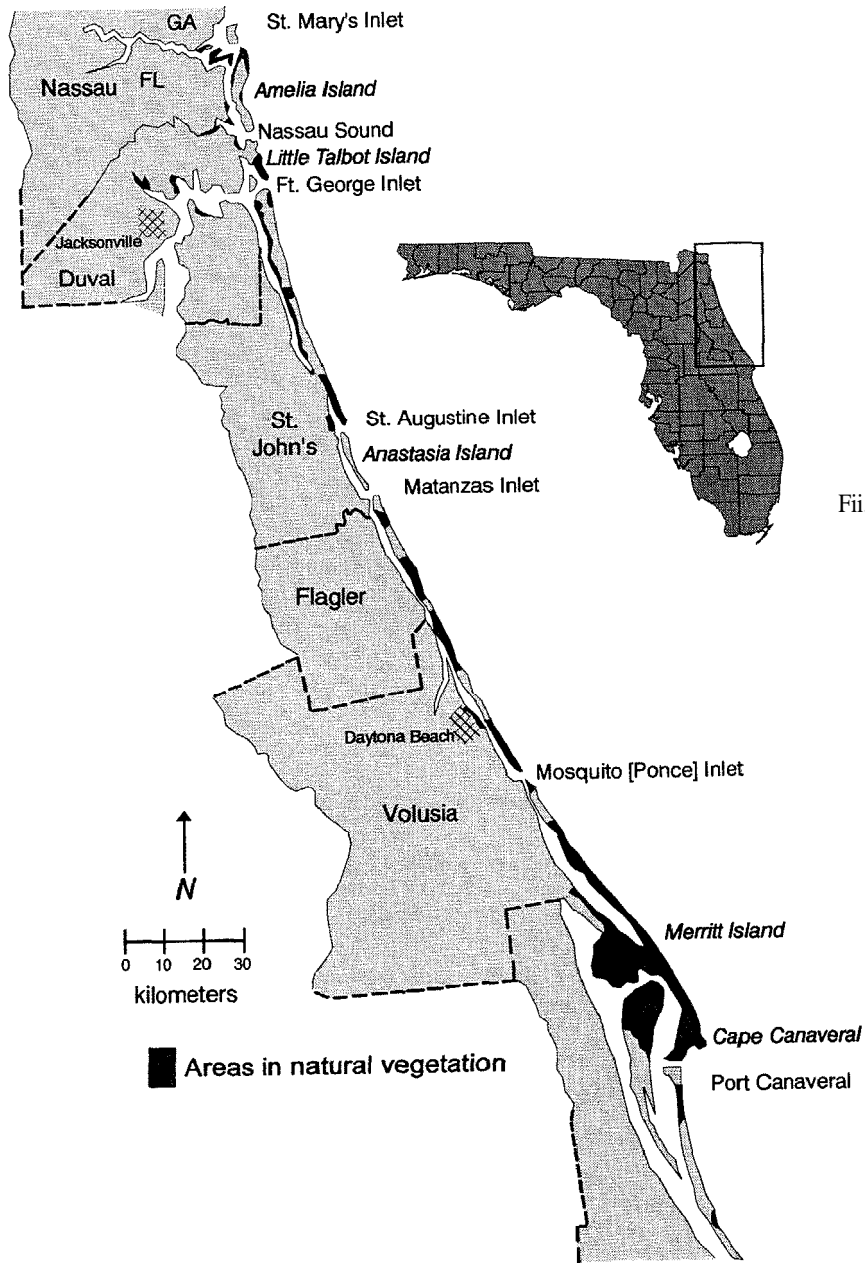 GA
St. Mary's Inlet
Nassau
FL
Amelia Island
Nassau Sound
Little Talbot Island
Ft. George Inlet
Jacksonville
Duval
St. Augustine Inlet
St.
John's
Anastasia Island
Matanzas Inlet
Fii
Flagler
Daytona Beach
Mosquito [Ponce] Inlet
Volusia
N
Merritt Island
0 10 20 30
kilometers
Cape Canaveral
Areas in natural vegetation
Port Canaveral